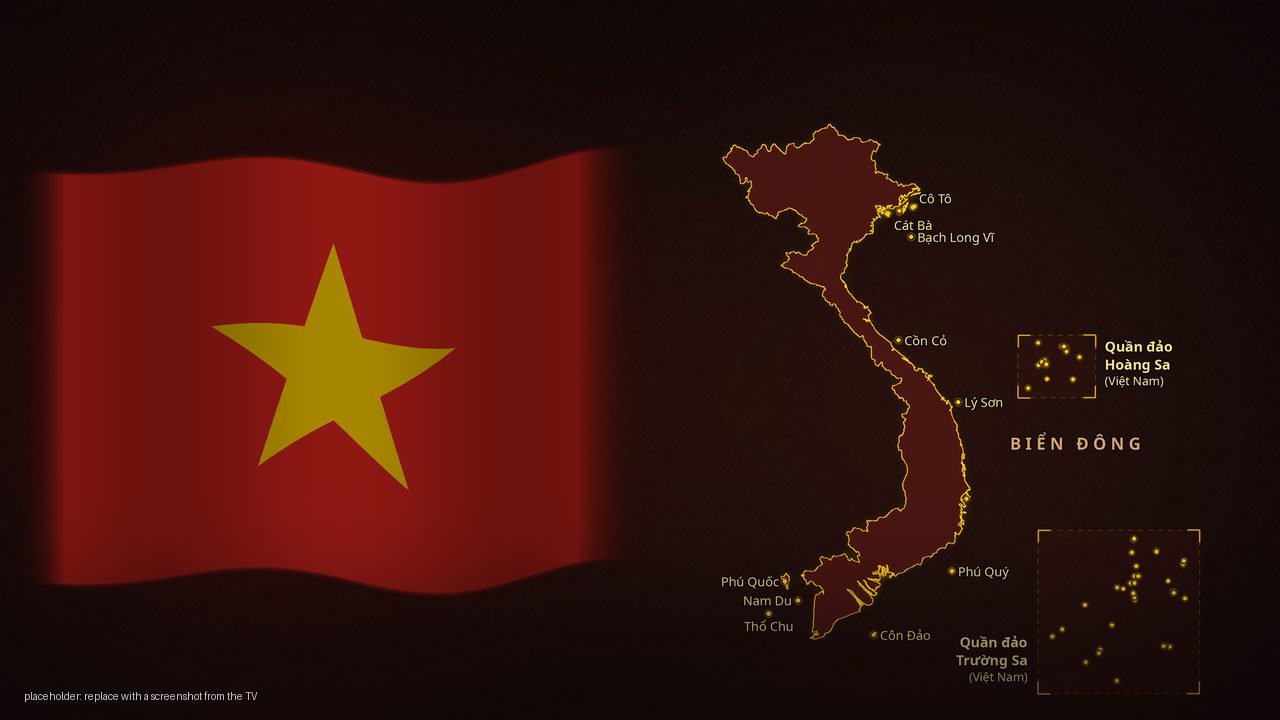 Cô Tô
Cát Bà
Bạch Long Vĩ
Cồn Cỏ
Quần đảo
Hoàng Sa
(Việt Nam)
Lý Sơn
BIỂN ĐÔNG
Phú Quý
Phú Quốc
Nam Du
Thổ Chu
Côn Đảo
Quần đảo
Trường Sa
(Việt Nam)
placeholder: replace with a screenshot from the TV